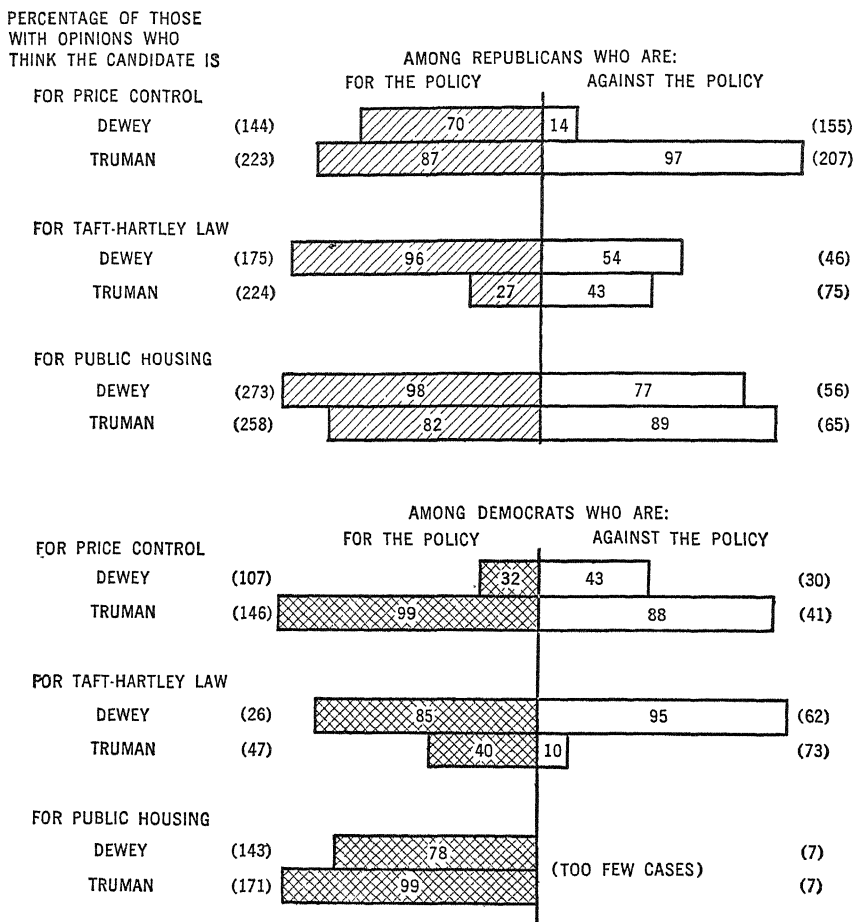 PERCENTAGE OF THOSE
WITH OPINIONS WHO
THINK THE CANDIDATE IS
AMONG REPUBLICANS WHO ARE:
FOR THE POLICY AGAINST THE POLICY
FOR PRICE CONTROL
DEWEY (144) 70 14 (155)
TRUMAN (223) 87 97 (207)
FOR TAFT-HARTLEY LAW
DEWEY (175) 96 54 (46)
TRUMAN (224) 27 43 (75)
FOR PUBLIC HOUSING
DEWEY (273) 98 77 (56)
TRUMAN (258) 82 89 (65)
AMONG DEMOCRATS WHO ARE:
FOR THE POLICY AGAINST THE POLICY
FOR PRICE CONTROL
DEWEY (107) 32 43 (30)
TRUMAN (146) 99 88 (41)
FOR TAFT-HARTLEY LAW
DEWEY (26) 85 95 (62)
TRUMAN (47) 40 10 (73)
FOR PUBLIC HOUSING
DEWEY (143) 78 (7)
(TOO FEW CASES)
TRUMAN (171) 99 (7)